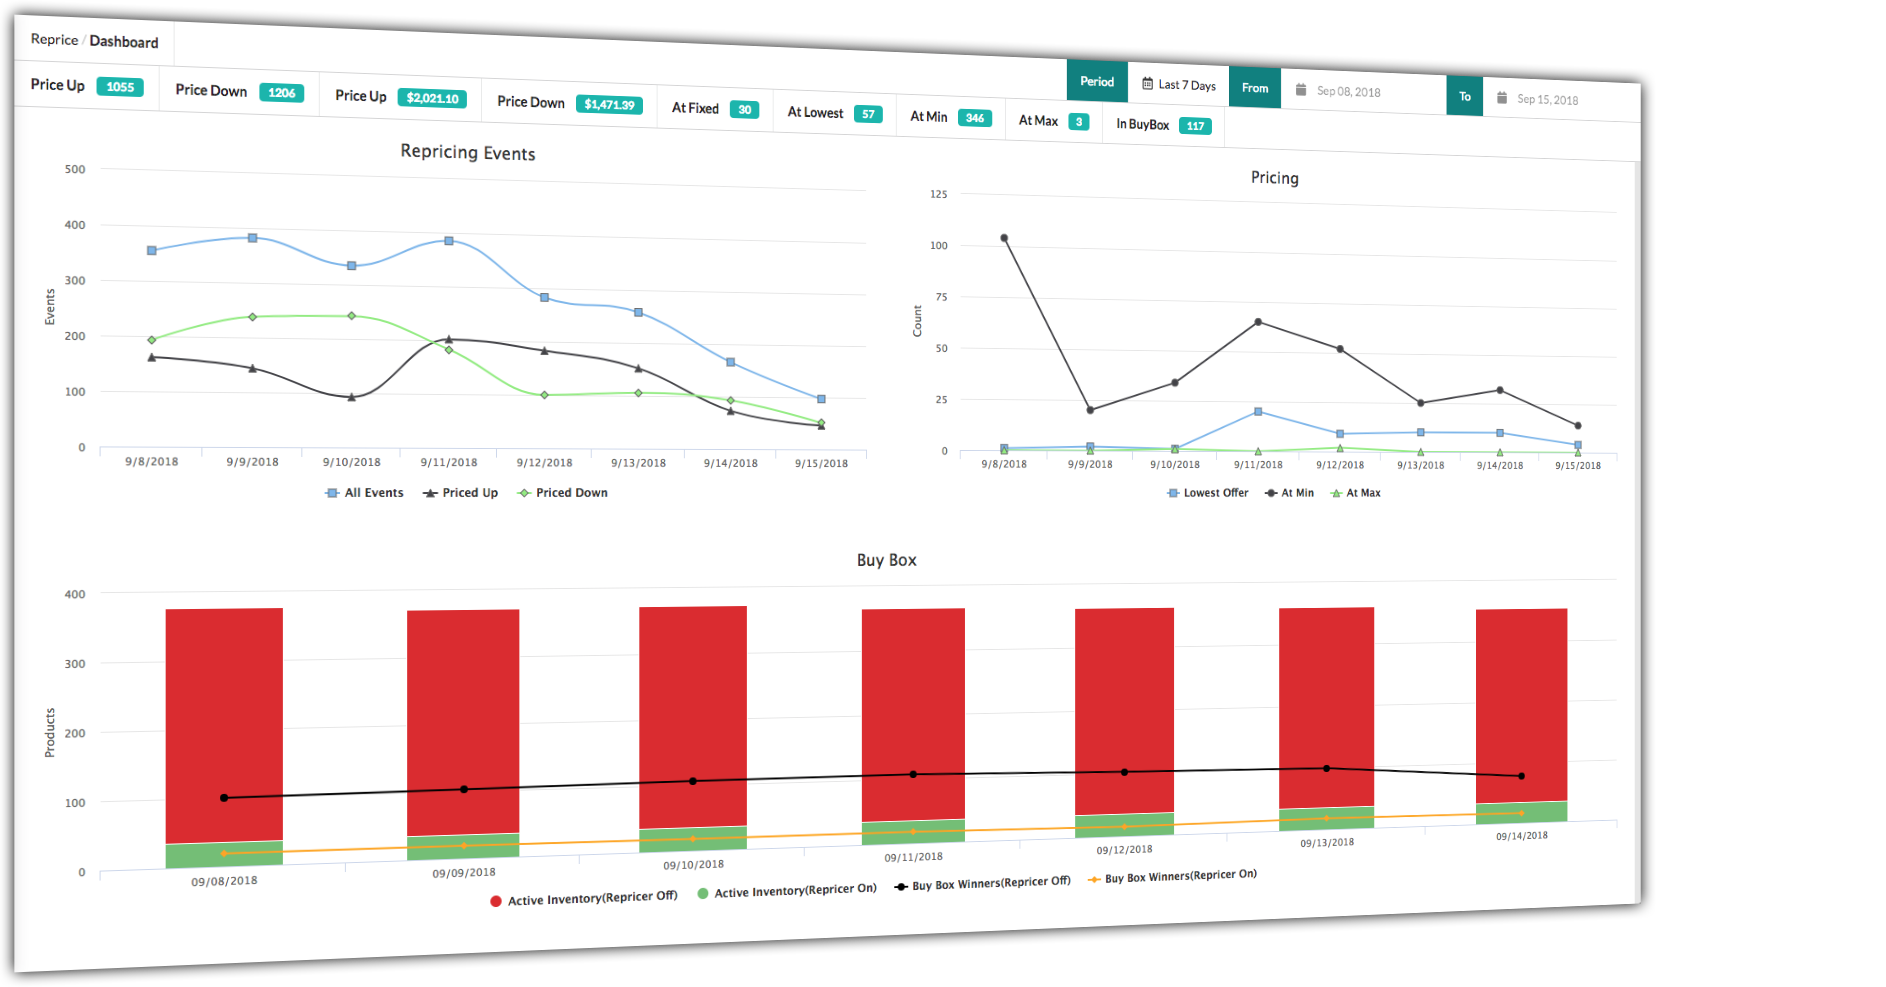 Reprice / Dashboard
Period Last 7 Days From Sep 08, 2018 To Sep 15, 2018
Price Up 1055 Price Down 1206 Price Up $2,021.10 Price Down $1,471.39 At Fixed 30 At Lowest 57 At Min 346 At Max 3 In BuyBox 117
Repricing Events
500
400
300
200
100
0
Events
9/8/2018 9/9/2018 9/10/2018 9/11/2018 9/12/2018 9/13/2018 9/14/2018 9/15/2018
All Events Priced Up Priced Down
Pricing
125
100
75
50
25
0
Count
9/8/2018 9/9/2018 9/10/2018 9/11/2018 9/12/2018 9/13/2018 9/14/2018 9/15/2018
Lowest Offer At Min At Max
Buy Box
400
300
200
100
0
Products
09/08/2018 09/09/2018 09/10/2018 09/11/2018 09/12/2018 09/13/2018 09/14/2018
Active Inventory(Repricer Off) Active Inventory(Repricer On) Buy Box Winners(Repricer Off) Buy Box Winners(Repricer On)